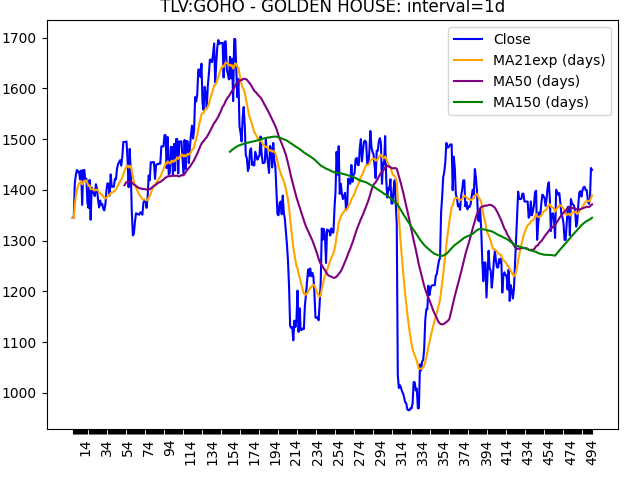 TLV:GOHO - GOLDEN HOUSE: interval=1d
Close
MA21exp (days)
MA50 (days)
MA150 (days)
1700
1600
1500
1400
1300
1200
1100
1000
14 34 54 74 94 114 134 154 174 194 214 234 254 274 294 314 334 354 374 394 414 434 454 474 494